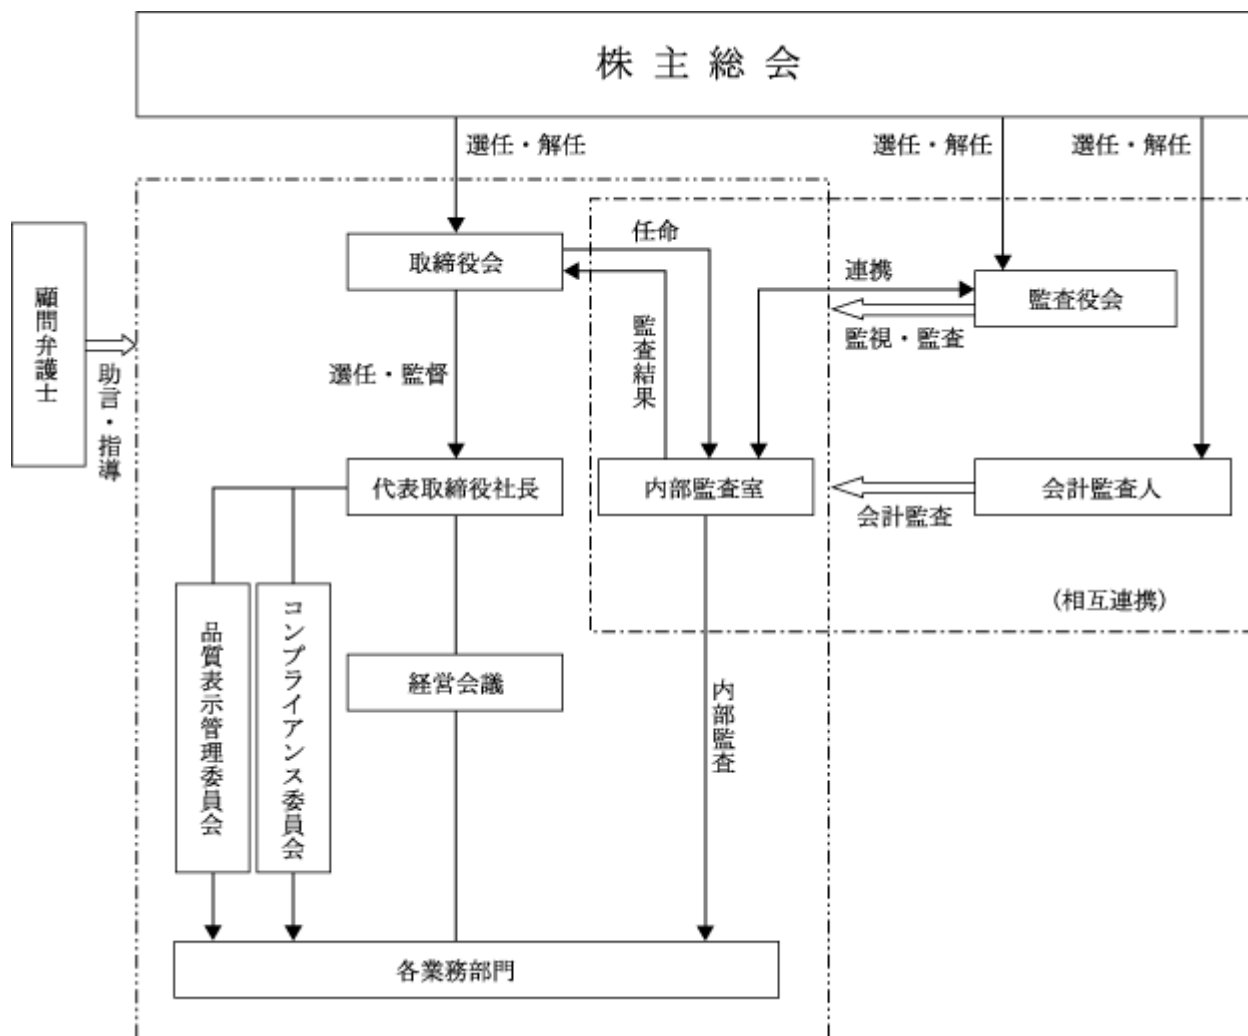 株主総会
選任・解任
選任・解任
選任・解任
顧問弁護士
助言・指導
取締役会
任命
監査結果
連携
監視・監査
監査役会
選任・監督
代表取締役社長
内部監査室
会計監査
会計監査人
(相互連携)
品質表示管理委員会
コンプライアンス委員会
経営会議
内部監査
各業務部門